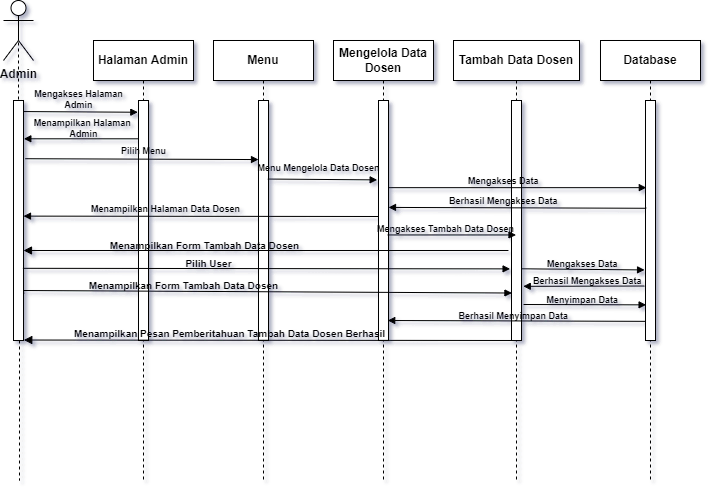 Admin
Halaman Admin
Menu
Mengelola Data
Dosen
Tambah Data Dosen
Database
Mengakses Halaman
Admin
Menampilkan Halaman
Admin
Pilih Menu
Menu Mengelola Data Dosen
Mengakses Data
Berhasil Mengakses Data
Menampilkan Halaman Data Dosen
Mengakses Tambah Data Dosen
Menampilkan Form Tambah Data Dosen
Pilih User
Mengakses Data
Berhasil Mengakses Data
Menampilkan Form Tambah Data Dosen
Menyimpan Data
Berhasil Menyimpan Data
Menampilkan Pesan Pemberitahuan Tambah Data Dosen Berhasil